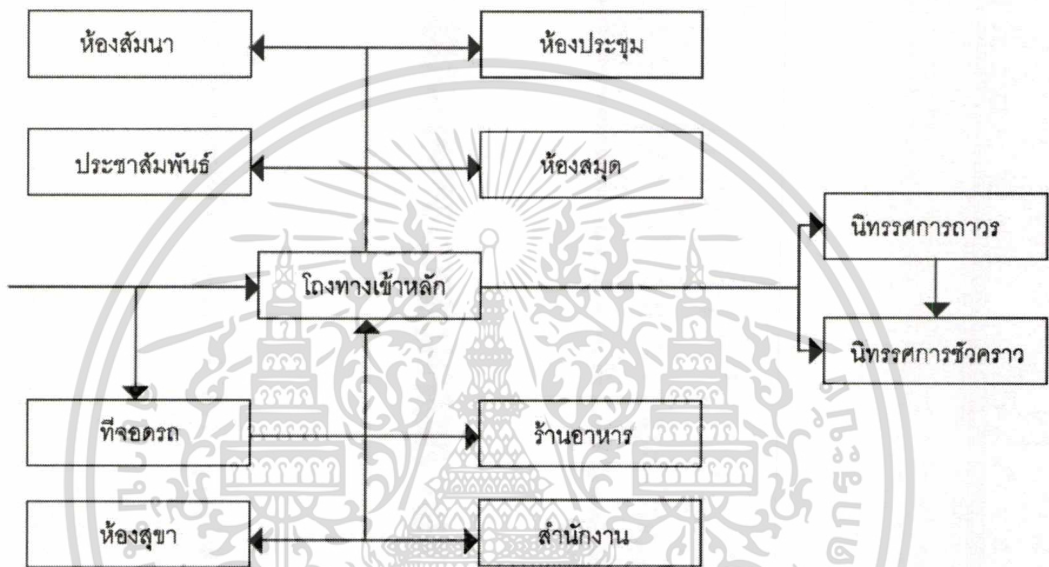 ห้องสัมนา
ห้องประชุม
ประชาสัมพันธ์
ห้องสมุด
นิทรรศการถาวร
โถงทางเข้าหลัก
นิทรรศการชั่วคราว
ที่จอดรถ
ร้านอาหาร
ห้องสุขา
สำนักงาน